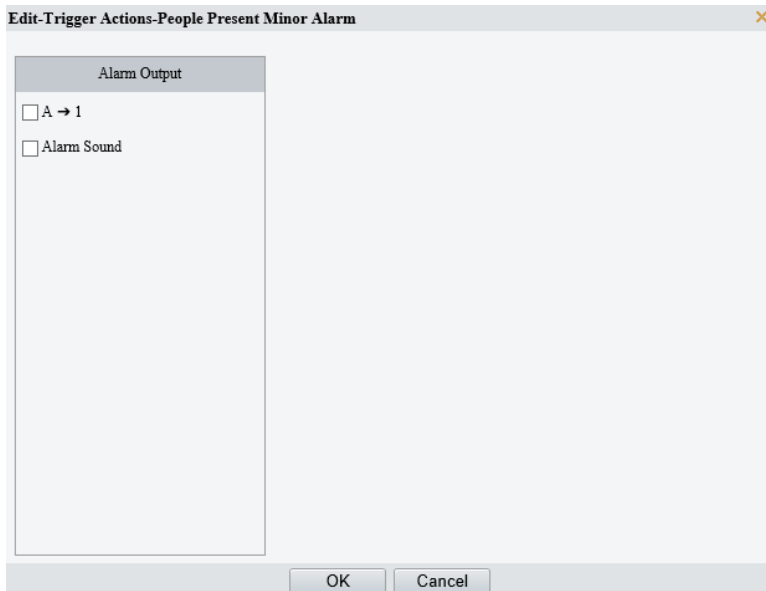 Edit-Trigger Actions-People Present Minor Alarm
Alarm Output
A ➔ 1
Alarm Sound
OK Cancel